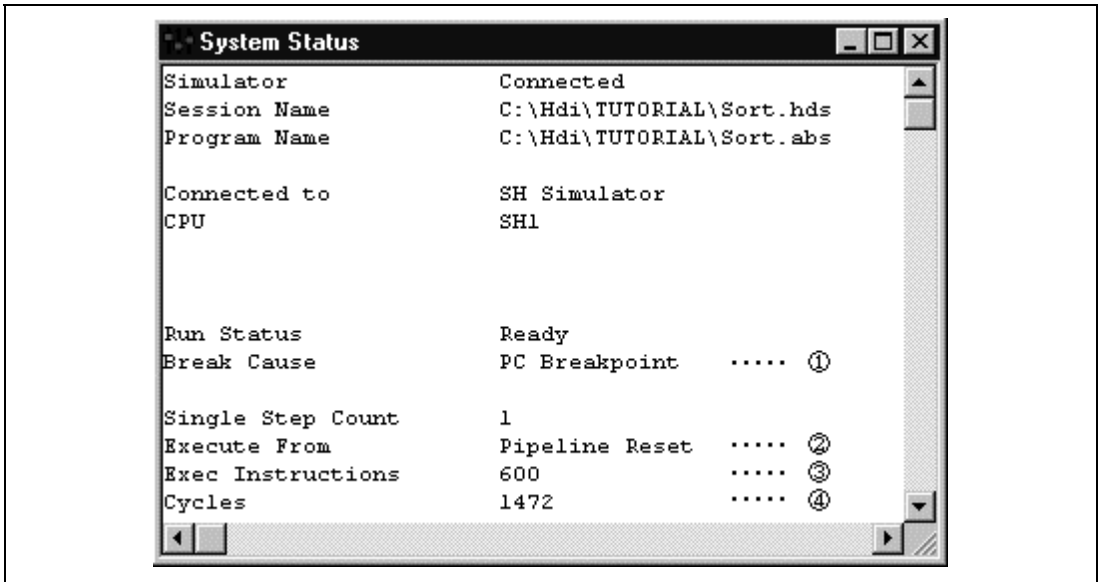 System Status
Simulator Connected
Session Name C:\Hdi\TUTORIAL\Sort.hds
Program Name C:\Hdi\TUTORIAL\Sort.abs
Connected to SH Simulator
CPU SH1
Run Status Ready
Break Cause PC Breakpoint ····· ①
Single Step Count 1
Execute From Pipeline Reset ····· ②
Exec Instructions 600 ····· ③
Cycles 1472 ····· ④